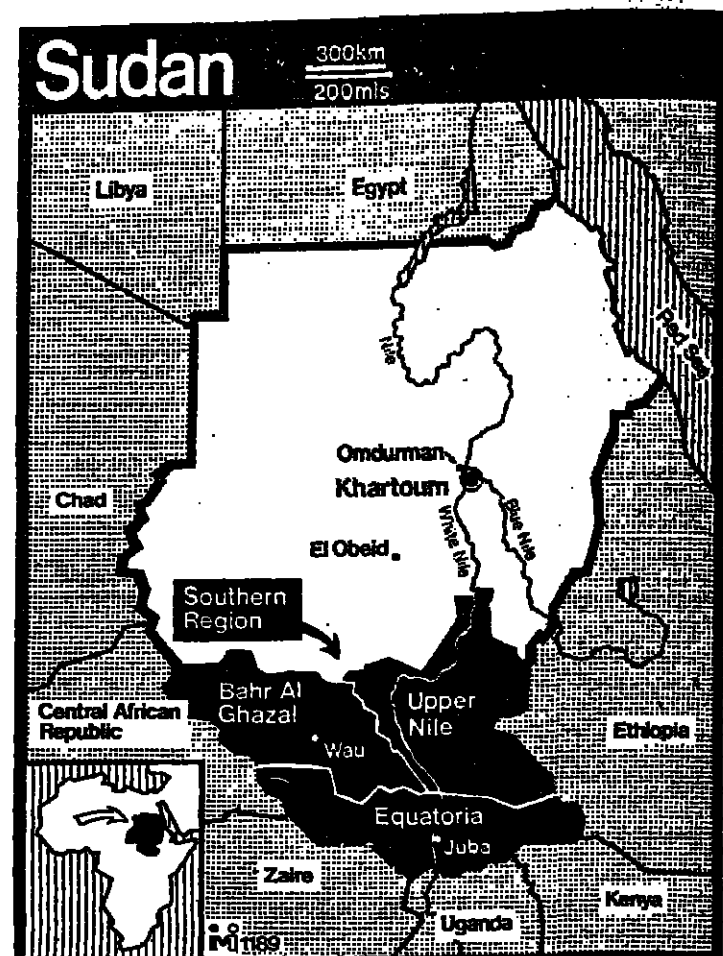 Sudan
300km
200mls
Libya
Egypt
Red Sea
Nile
Omdurman
Khartoum
Chad
White Nile
Blue Nile
El Obeid
Southern
Region
Bahr Al
Ghazal
Upper
Nile
Central African
Republic
Ethiopia
Wau
Equatoria
Juba
Zaire
Kenya
Uganda
1189